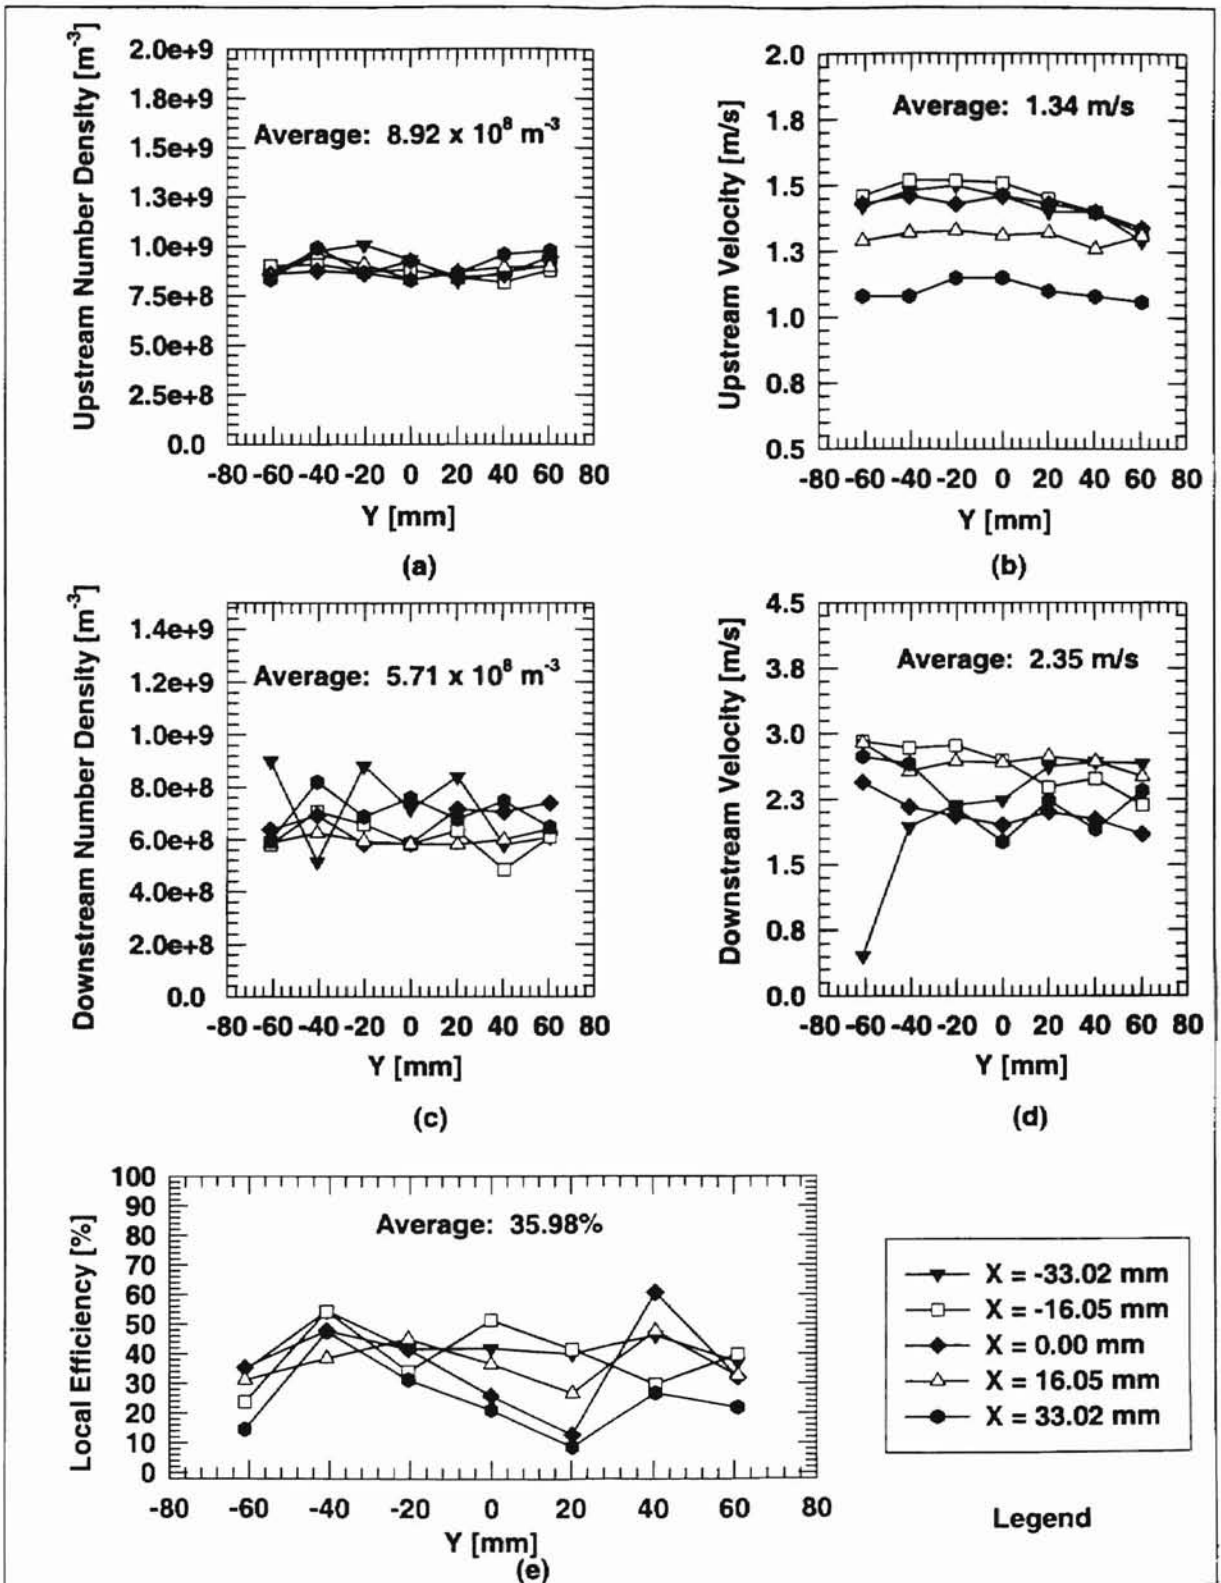 Upstream Number Density [m⁻³]
2.0e+9
1.8e+9
1.5e+9
1.3e+9
1.0e+9
7.5e+8
5.0e+8
2.5e+8
0.0
Average: 8.92 x 10⁸ m⁻³
-80 -60 -40 -20 0 20 40 60 80
Y [mm]
(a)
Upstream Velocity [m/s]
2.0
1.8
1.5
1.3
1.0
0.8
0.5
Average: 1.34 m/s
-80 -60 -40 -20 0 20 40 60 80
Y [mm]
(b)
Downstream Number Density [m⁻³]
1.4e+9
1.2e+9
1.0e+9
8.0e+8
6.0e+8
4.0e+8
2.0e+8
0.0
Average: 5.71 x 10⁸ m⁻³
-80 -60 -40 -20 0 20 40 60 80
Y [mm]
(c)
Downstream Velocity [m/s]
4.5
3.8
3.0
2.3
1.5
0.8
0.0
Average: 2.35 m/s
-80 -60 -40 -20 0 20 40 60 80
Y [mm]
(d)
Local Efficiency [%]
100
90
80
70
60
50
40
30
20
10
0
Average: 35.98%
-80 -60 -40 -20 0 20 40 60 80
Y [mm]
(e)
X = -33.02 mm
X = -16.05 mm
X = 0.00 mm
X = 16.05 mm
X = 33.02 mm
Legend